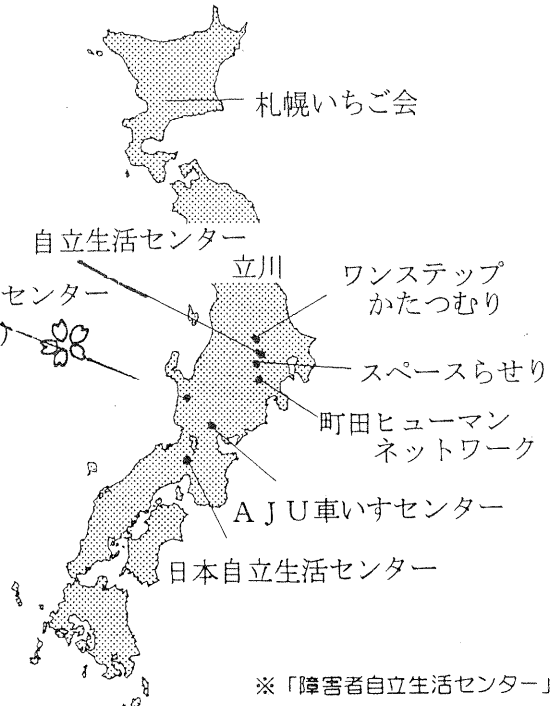 札幌いちご会
自立生活センター
立川
センター
ワンステップ
かたつむり
スペースらせり
町田ヒューマン
ネットワーク
AJU車いすセンター
日本自立生活センター
※「障害者自立生活センター」